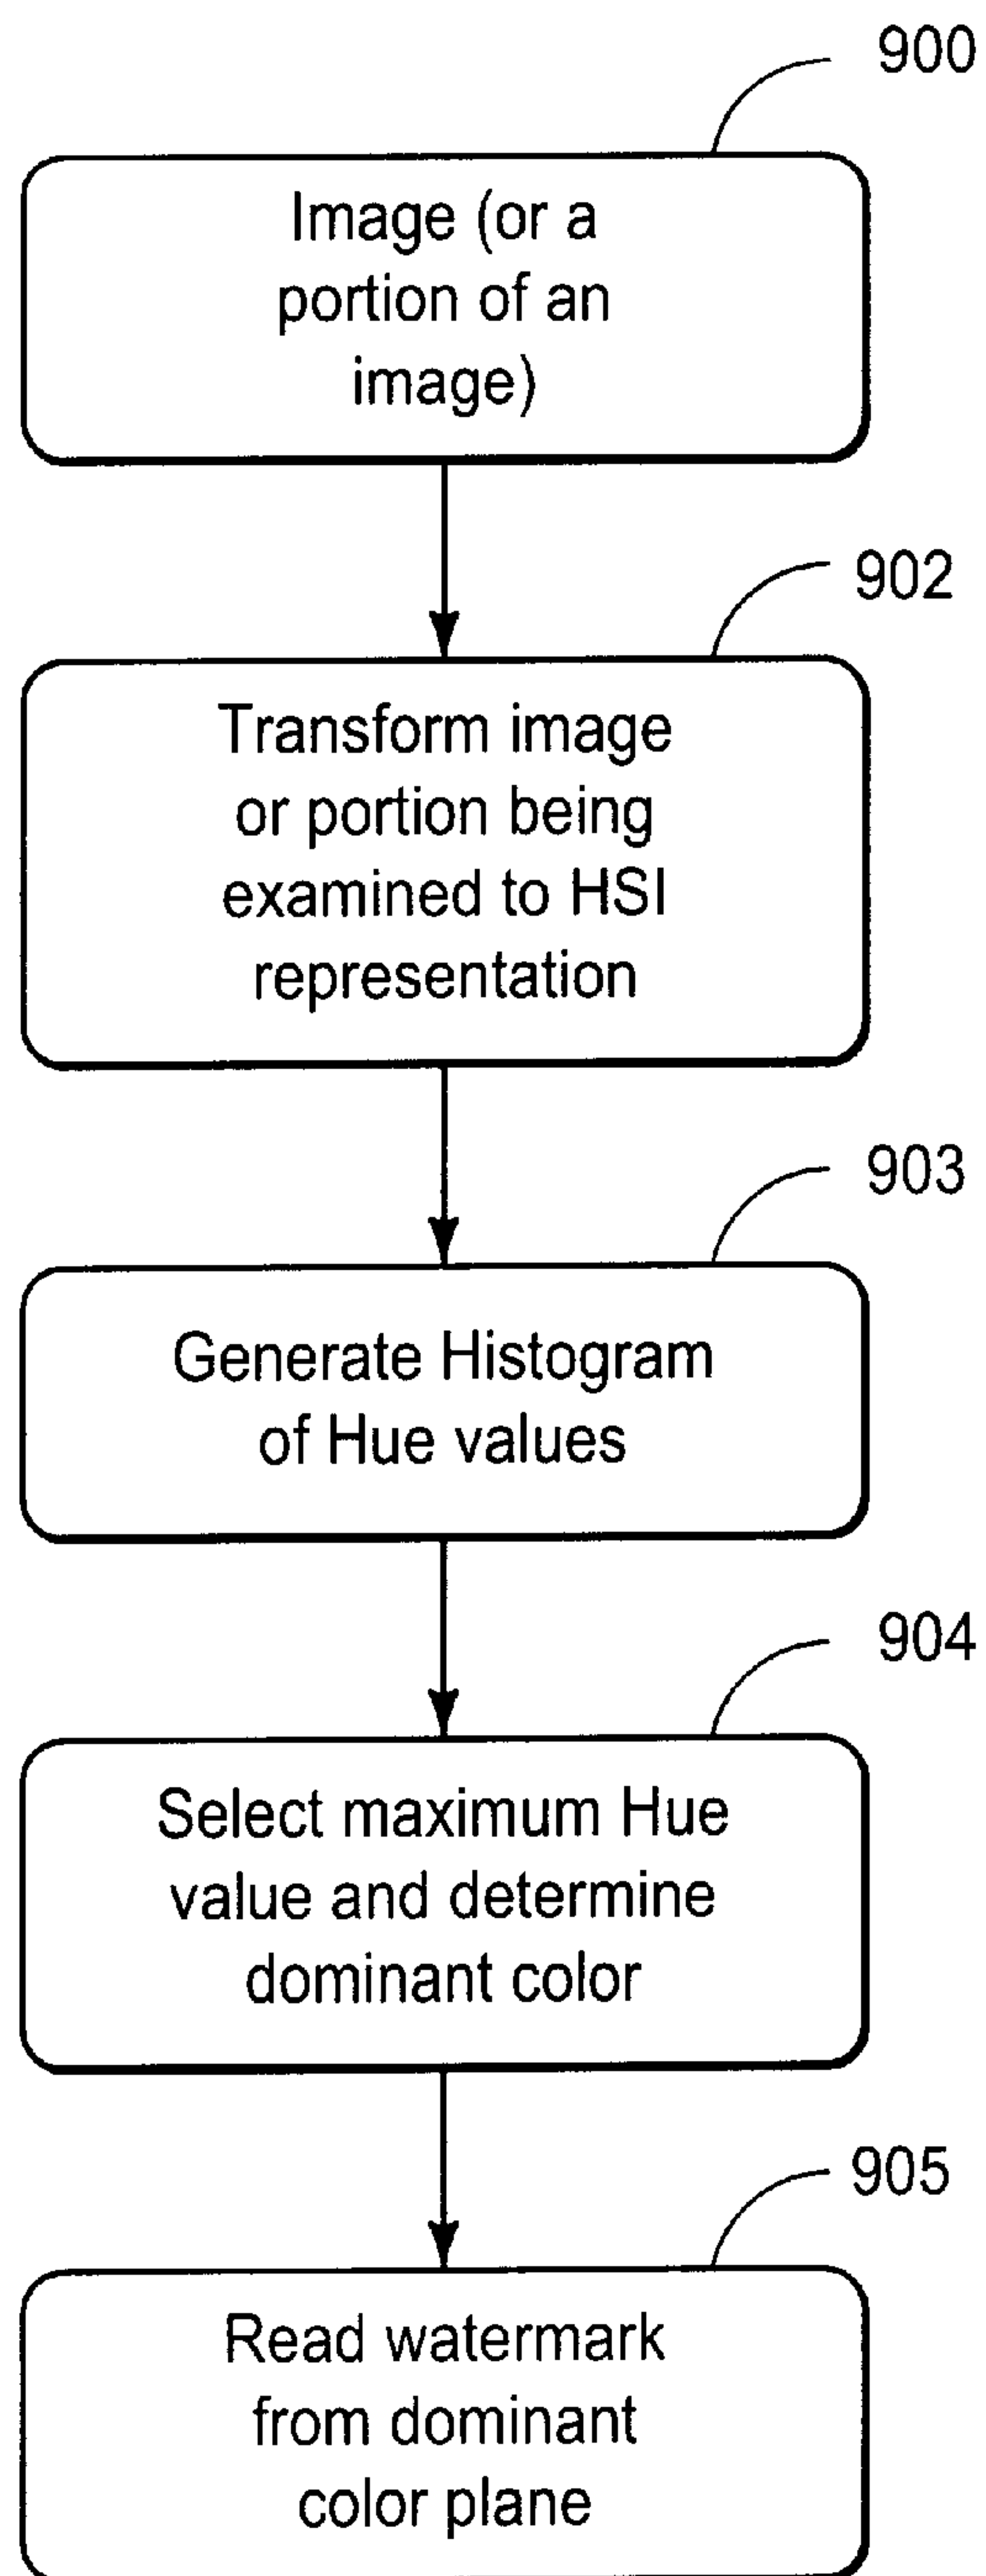 900
Image (or a
portion of an
image)
902
Transform image
or portion being
examined to HSI
representation
903
Generate Histogram
of Hue values
904
Select maximum Hue
value and determine
dominant color
905
Read watermark
from dominant
color plane